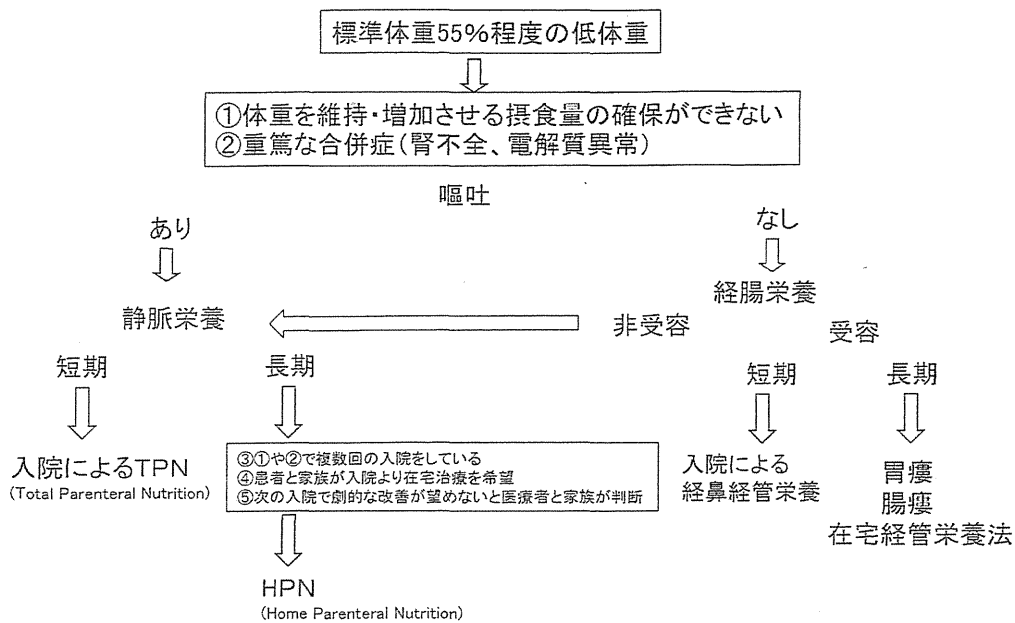 標準体重55%程度の低体重
①体重を維持・増加させる摂食量の確保ができない
②重篤な合併症(腎不全、電解質異常)
嘔吐
あり
なし
静脈栄養
経腸栄養
非受容
受容
短期
長期
短期
長期
入院によるTPN
(Total Parenteral Nutrition)
③①や②で複数回の入院をしている
④患者と家族が入院より在宅治療を希望
⑤次の入院で劇的な改善が望めないと医療者と家族が判断
入院による
経鼻経管栄養
胃瘻
腸瘻
在宅経管栄養法
HPN
(Home Parenteral Nutrition)